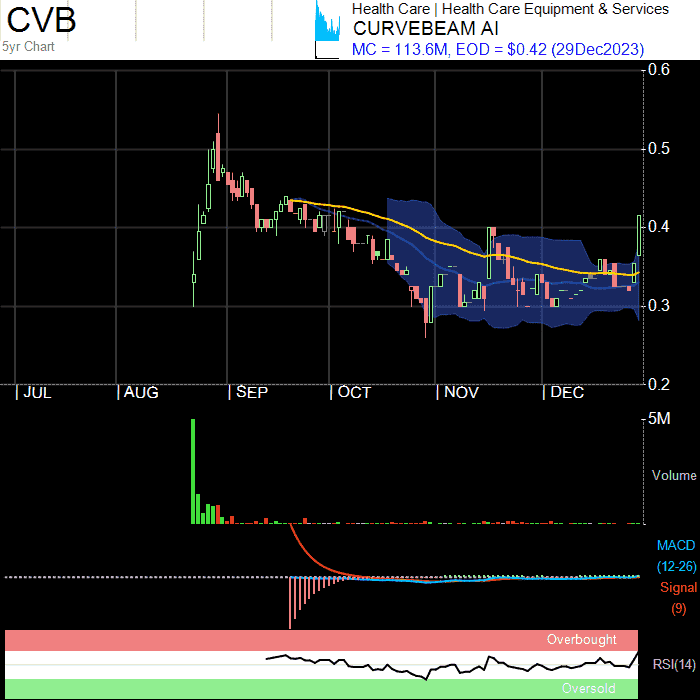 CVB
5yr Chart
Health Care | Health Care Equipment & Services
CURVEBEAM AI
MC = 113.6M, EOD = $0.42 (29Dec2023)
0.6
0.5
0.4
0.3
0.2
| JUL | AUG | SEP | OCT | NOV | DEC
5M
Volume
MACD
(12-26)
Signal
(9)
Overbought
RSI(14)
Oversold